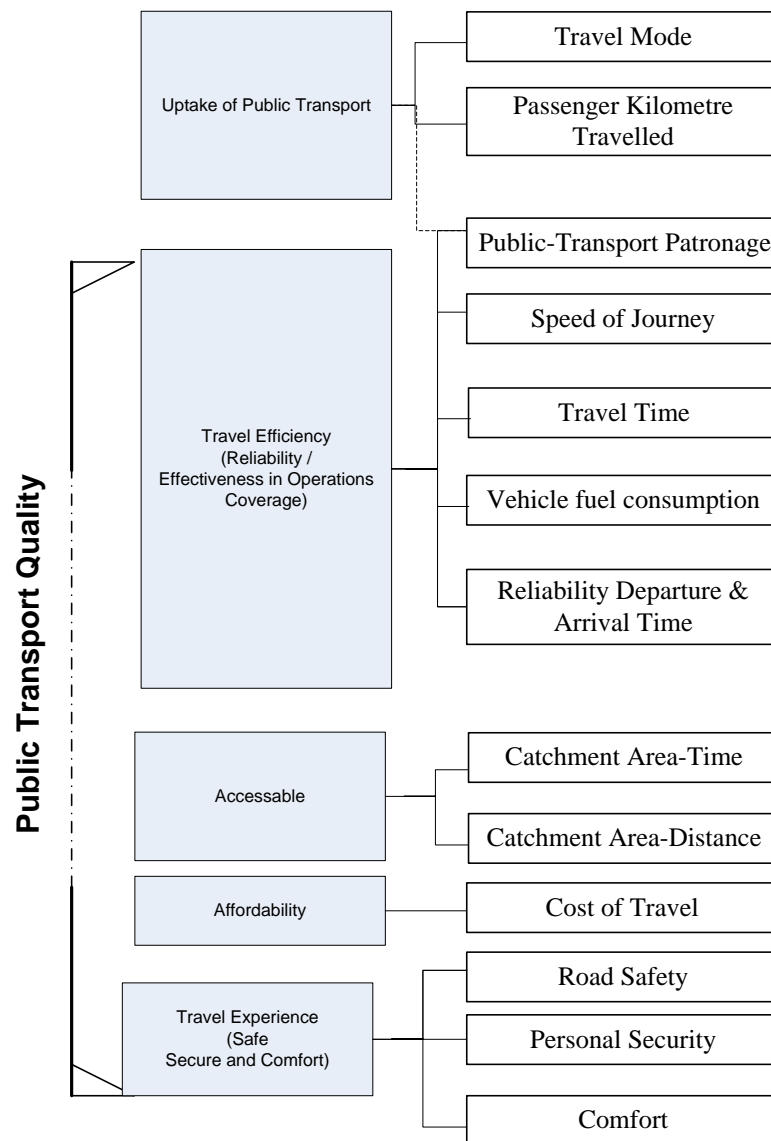 Public Transport Quality
Uptake of Public Transport
Travel Mode
Passenger Kilometre
Travelled
Travel Efficiency
(Reliability /
Effectiveness in Operations
Coverage)
Public-Transport Patronage
Speed of Journey
Travel Time
Vehicle fuel consumption
Reliability Departure &
Arrival Time
Accessable
Catchment Area-Time
Catchment Area-Distance
Affordability
Cost of Travel
Travel Experience
(Safe
Secure and Comfort)
Road Safety
Personal Security
Comfort